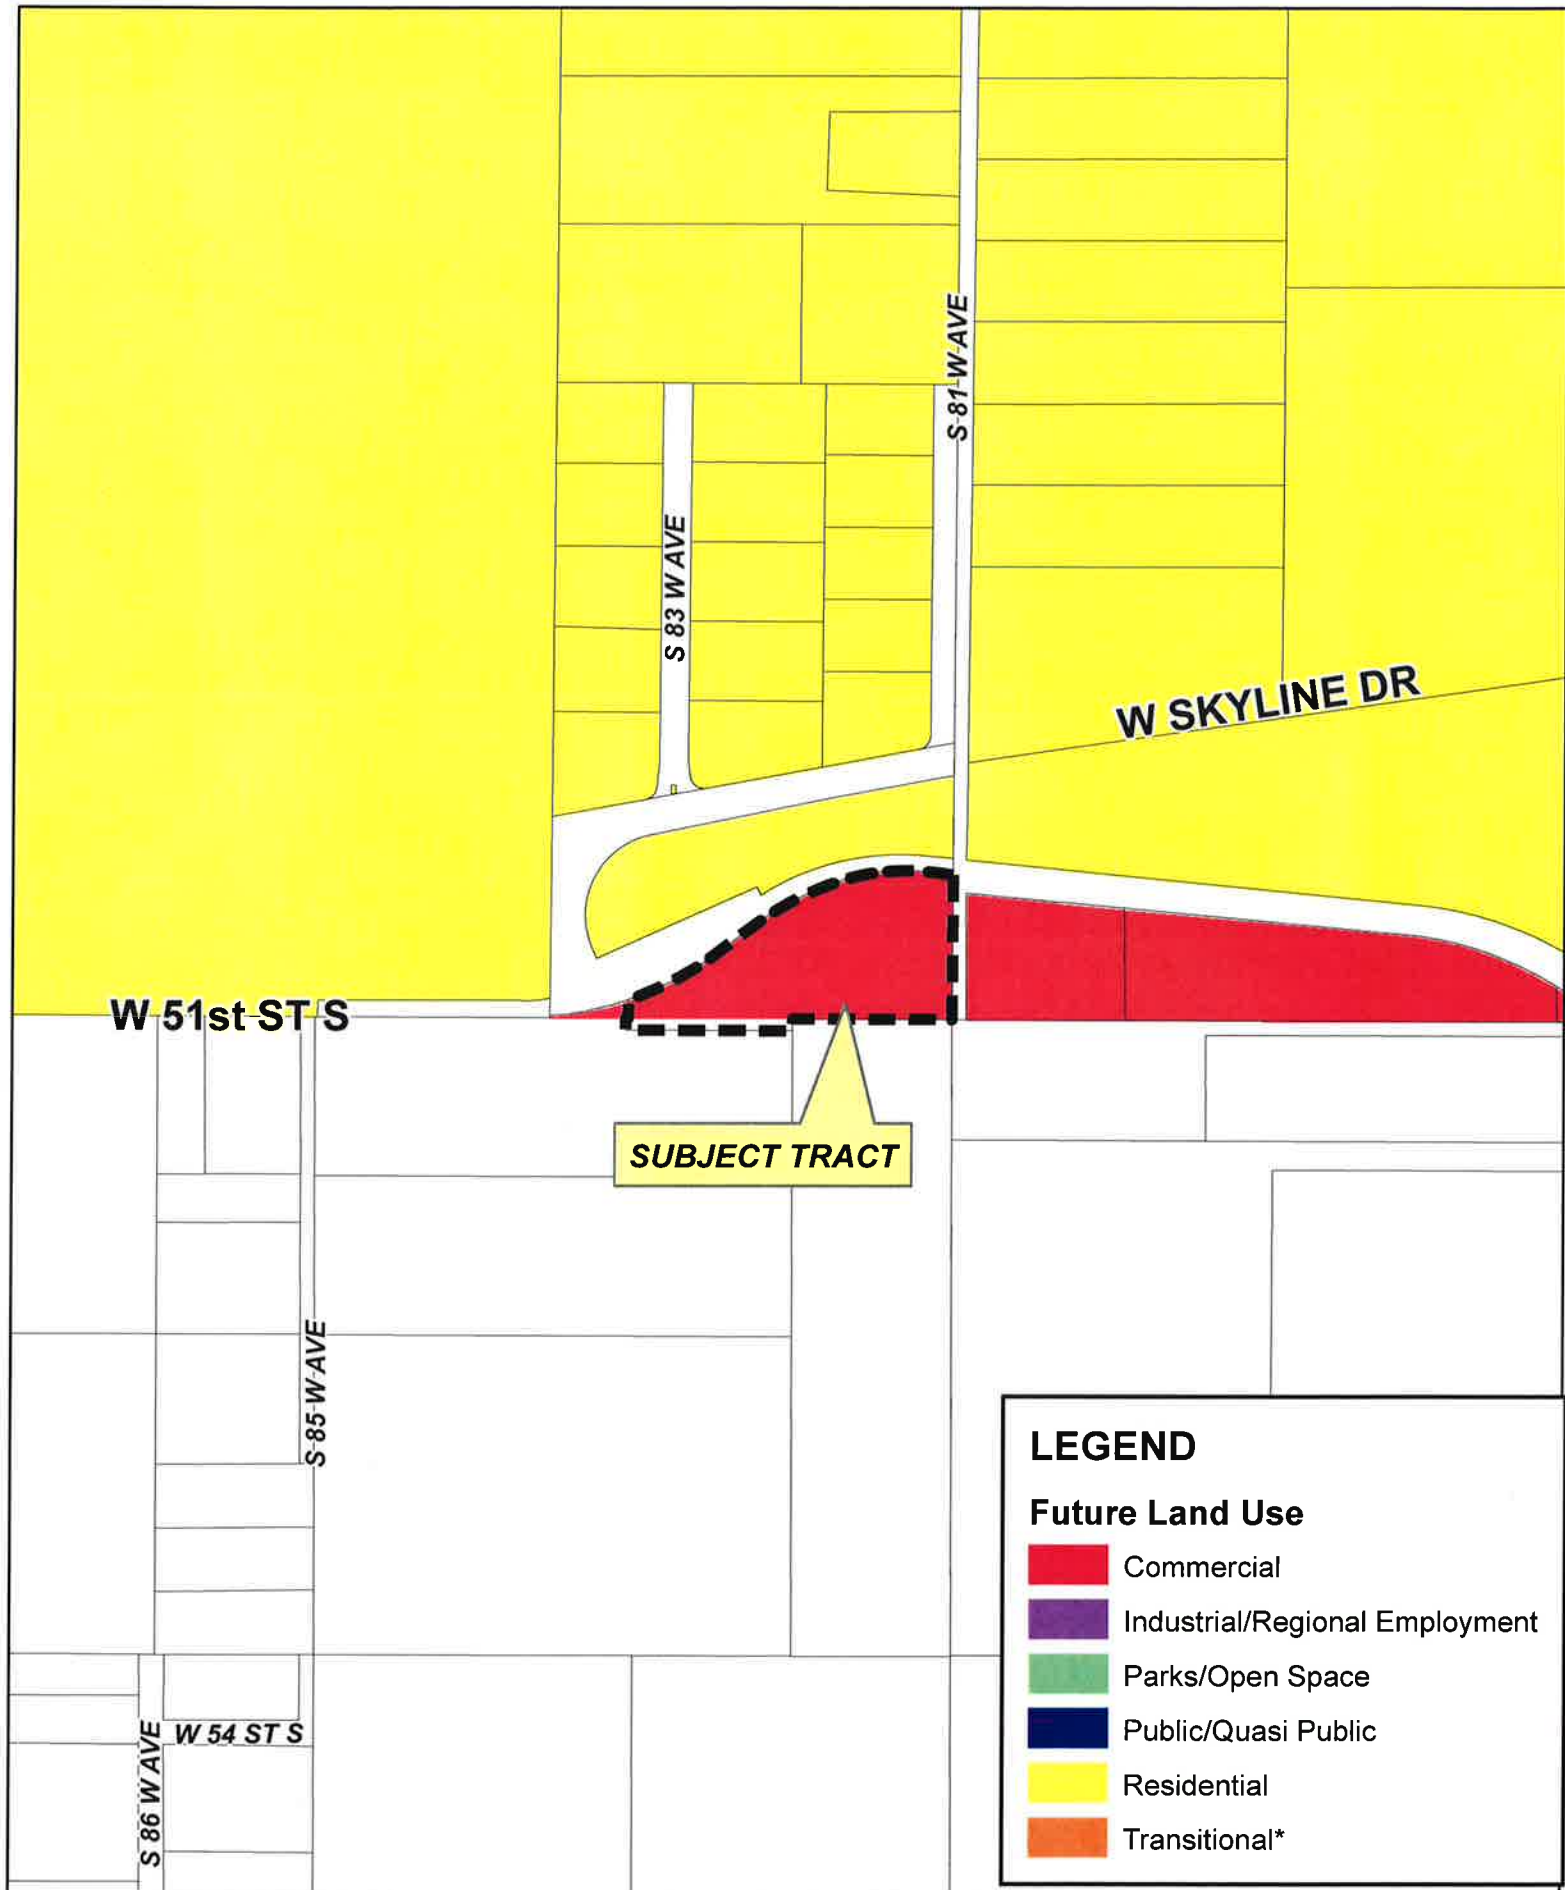 S 81 W AVE
S 83 W AVE
W SKYLINE DR
W 51st ST S
SUBJECT TRACT
S 85 W AVE
LEGEND
Future Land Use
Commercial
Industrial/Regional Employment
Parks/Open Space
Public/Quasi Public
Residential
Transitional*
W 54 ST S
S 86 W AVE